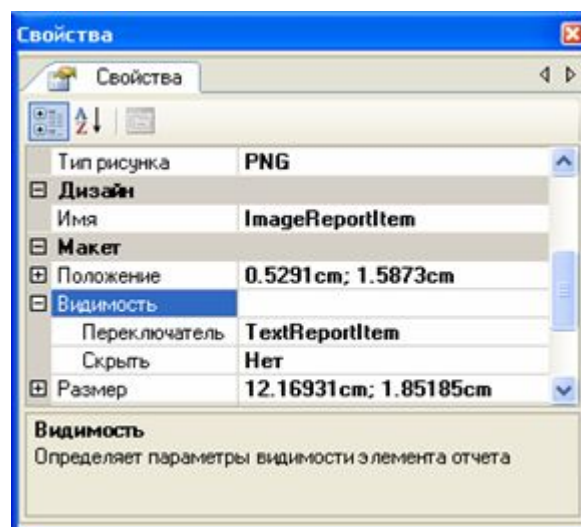 Свойства
Свойства
Тип рисунка PNG
Дизайн
Имя ImageReportItem
Макет
Положение 0.5291cm; 1.5873cm
Видимость
Переключатель TextReportItem
Скрыть Нет
Размер 12.16931cm; 1.85185cm
Видимость
Определяет параметры видимости элемента отчета